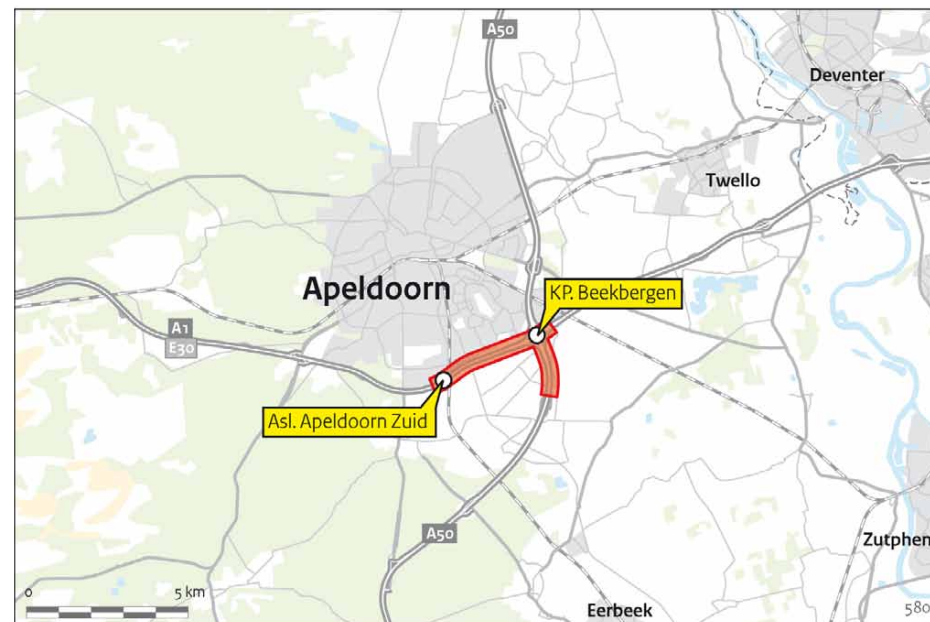 A50
Deventer
Twello
Apeldoorn
KP. Beekbergen
A1
E30
Asl. Apeldoorn Zuid
A50
Zutphen
0 5 km
Eerbeek
580